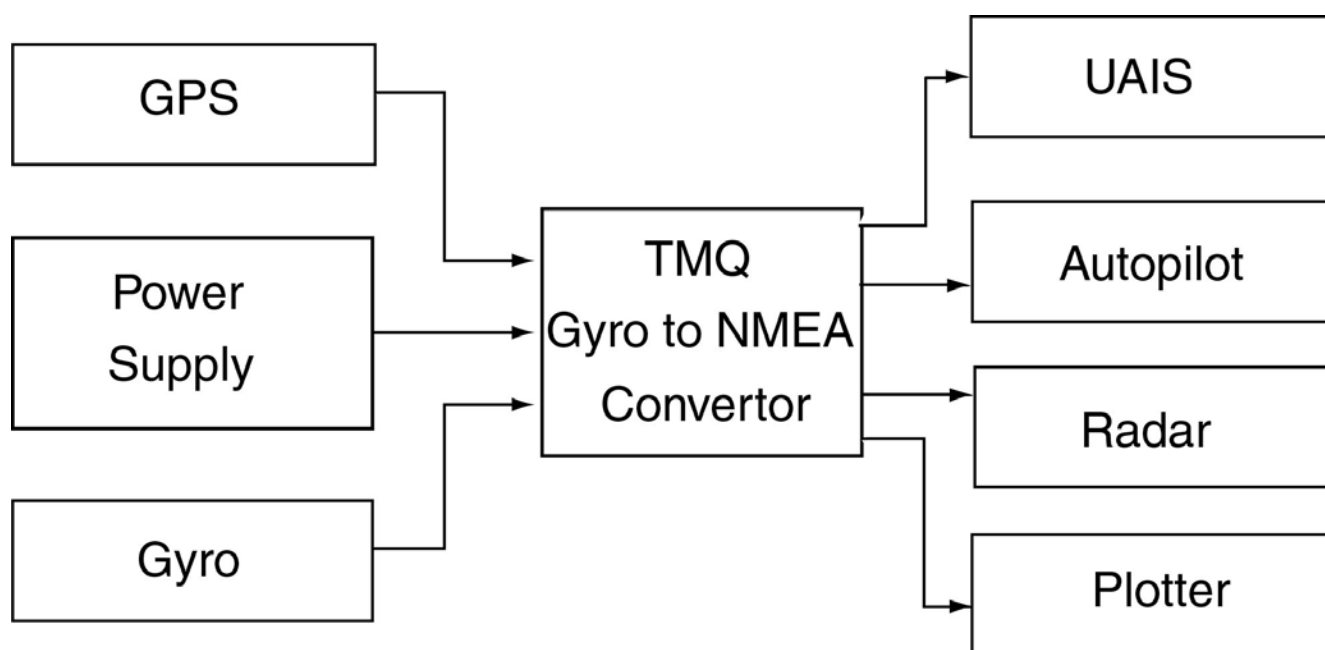 GPS
Power
Supply
Gyro
TMQ
Gyro to NMEA
Convertor
UAIS
Autopilot
Radar
Plotter